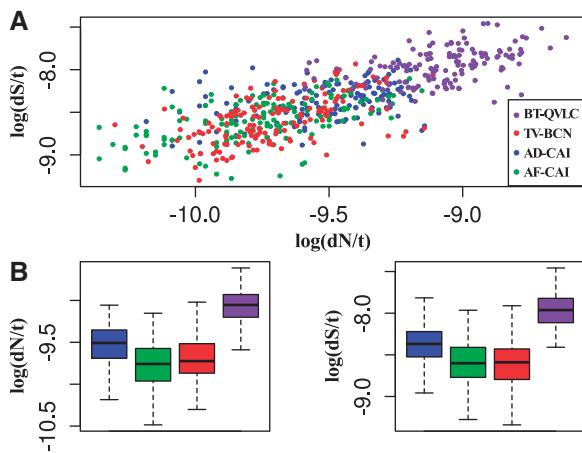 A
log(dS/t)
-8.0
-9.0
BT-QVLC
TV-BCN
AD-CAI
AF-CAI
-10.0
-9.5
-9.0
log(dN/t)
B
log(dN/t)
-9.5
-10.5
log(dS/t)
-8.0
-9.0